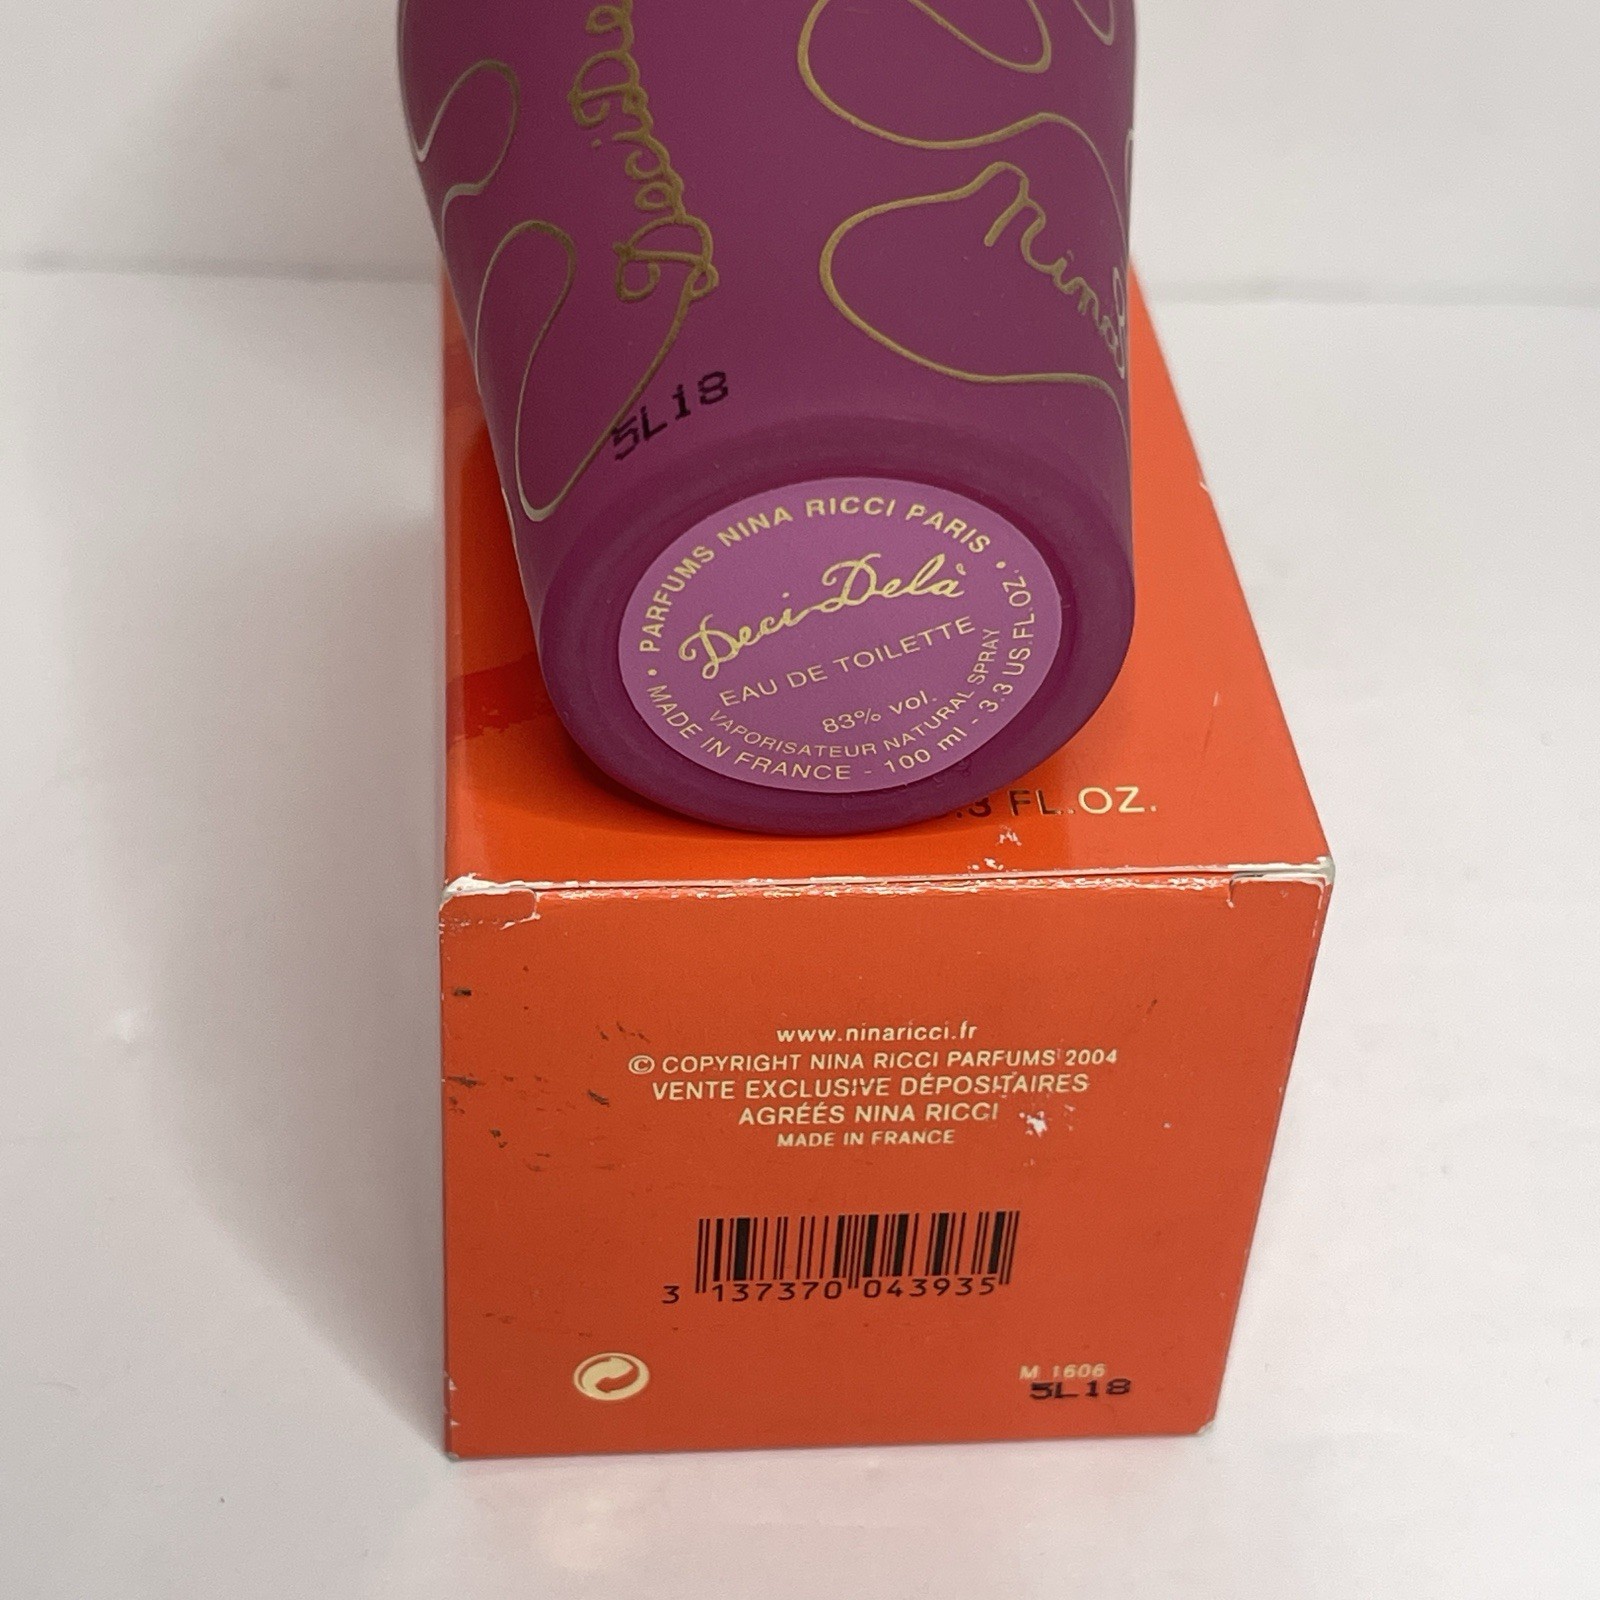 Deci De
Nina
5L18
• PARFUMS NINA RICCI PARIS •
Deci Delà
EAU DE TOILETTE
83% vol.
VAPORISATEUR NATURAL SPRAY
MADE IN FRANCE - 100 ml - 3.3 US.FL.OZ.
.3 FL.OZ.
www.ninaricci.fr
© COPYRIGHT NINA RICCI PARFUMS 2004
VENTE EXCLUSIVE DÉPOSITAIRES
AGRÉÉS NINA RICCI
MADE IN FRANCE
3 137370 043935
M 1606
5L18